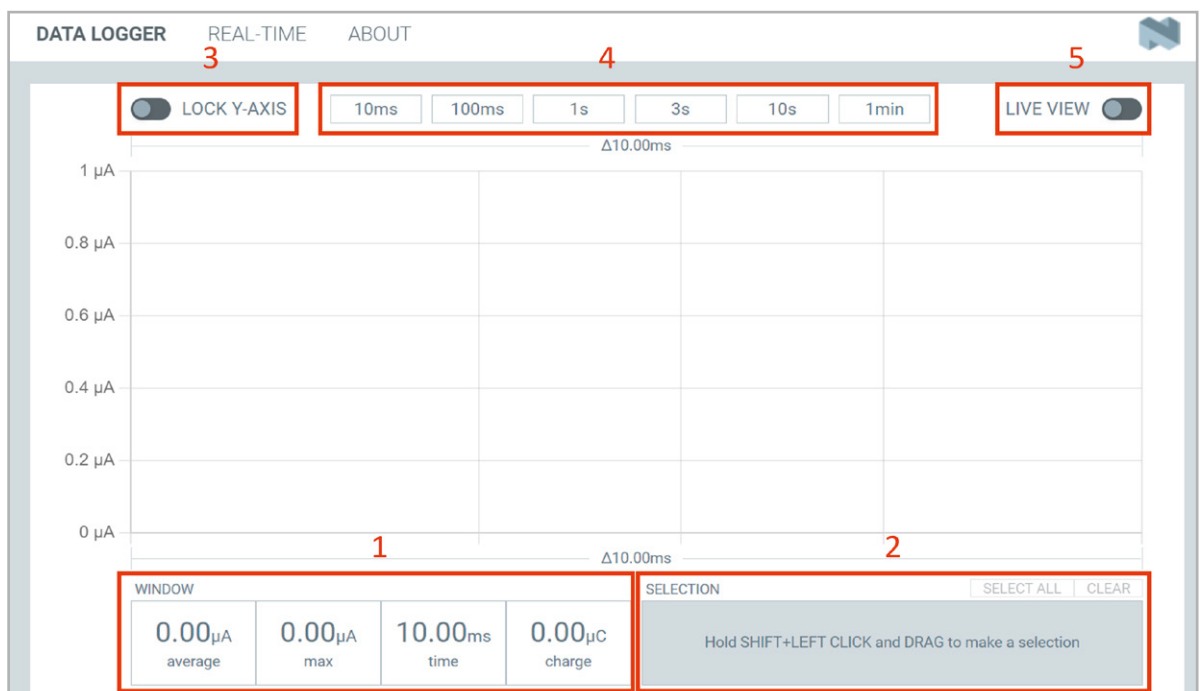 DATA LOGGER REAL-TIME ABOUT
3 4 5
LOCK Y-AXIS 10ms 100ms 1s 3s 10s 1min LIVE VIEW
Δ10.00ms
1 µA
0.8 µA
0.6 µA
0.4 µA
0.2 µA
0 µA
1 2
Δ10.00ms
WINDOW SELECTION SELECT ALL CLEAR
0.00µA 0.00µA 10.00ms 0.00µC
average max time charge
Hold SHIFT+LEFT CLICK and DRAG to make a selection